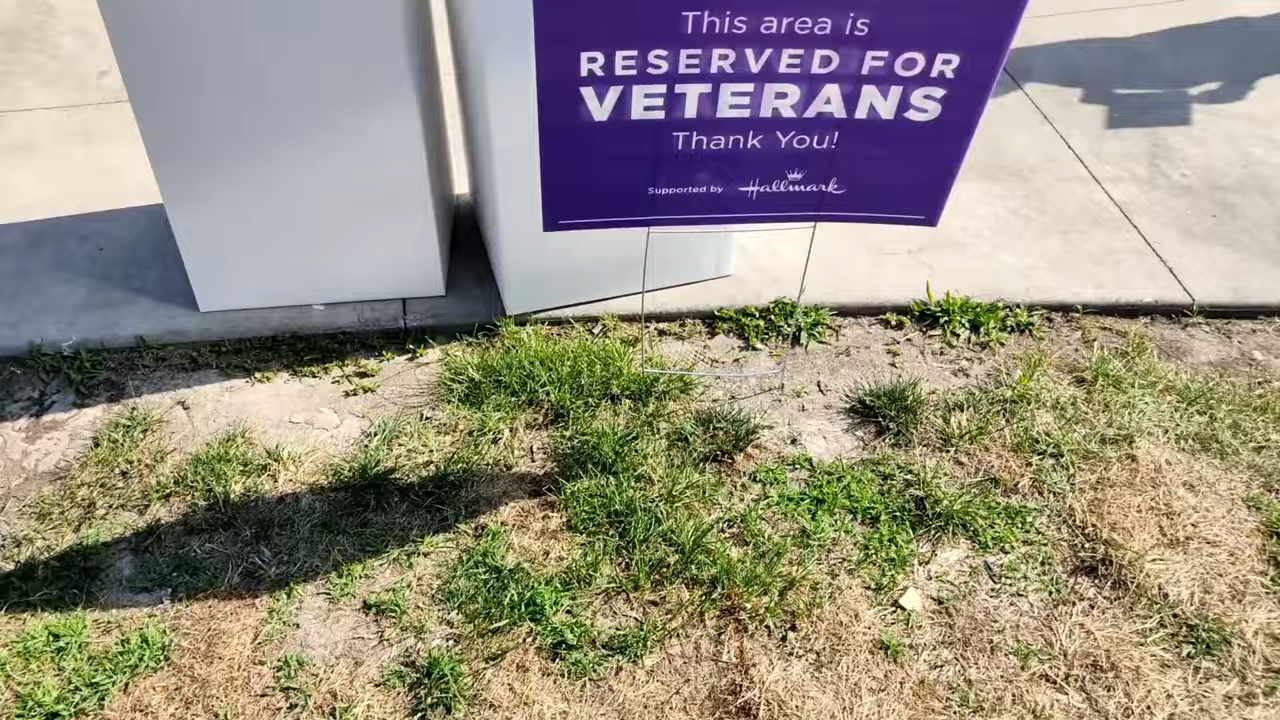 This area is
RESERVED FOR
VETERANS
Thank You!
Supported by Hallmark